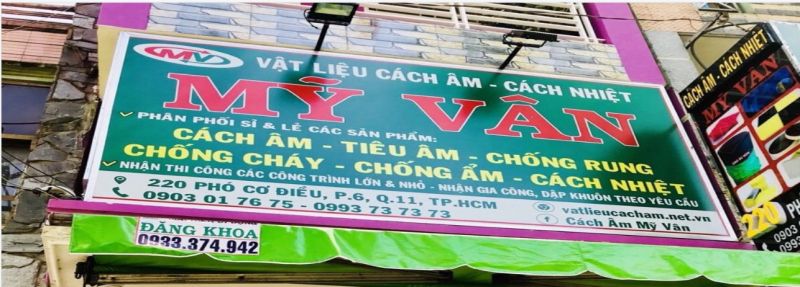 MV
VẬT LIỆU CÁCH ÂM - CÁCH NHIỆT
MỸ VÂN
✓ PHÂN PHỐI SỈ & LẺ CÁC SẢN PHẨM:
CÁCH ÂM - TIÊU ÂM - CHỐNG RUNG
CHỐNG CHÁY - CHỐNG ẨM - CÁCH NHIỆT
✓ NHẬN THI CÔNG CÁC CÔNG TRÌNH LỚN & NHỎ - NHẬN GIA CÔNG, DẬP KHUÔN THEO YÊU CẦU
220 PHÓ CƠ ĐIỀU, P.6, Q.11, TP.HCM
0903 01 76 75 - 0993 73 73 73
vatlieucacham.net.vn
Cách Âm Mỹ Vân
ĐĂNG KHOA
0933.374.942
CÁCH ÂM - CÁCH NHIỆT
MỸ VÂN
220
0903